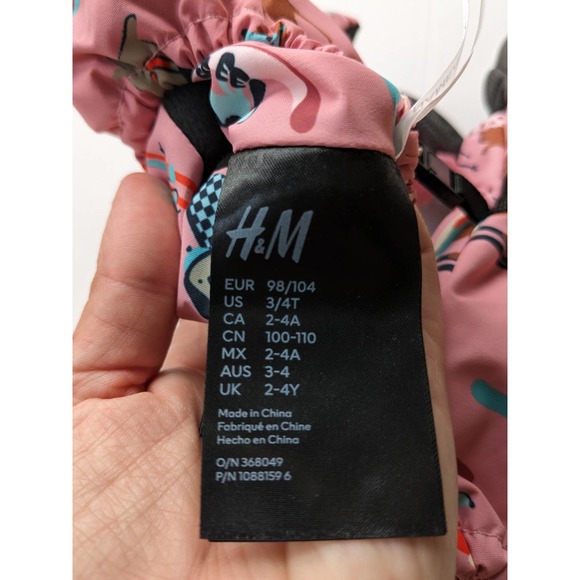 H&M
EUR 98/104
US 3/4T
CA 2-4A
CN 100-110
MX 2-4A
AUS 3-4
UK 2-4Y
Made in China
Fabriqué en Chine
Hecho en China
O/N 368049
P/N 1088159 6